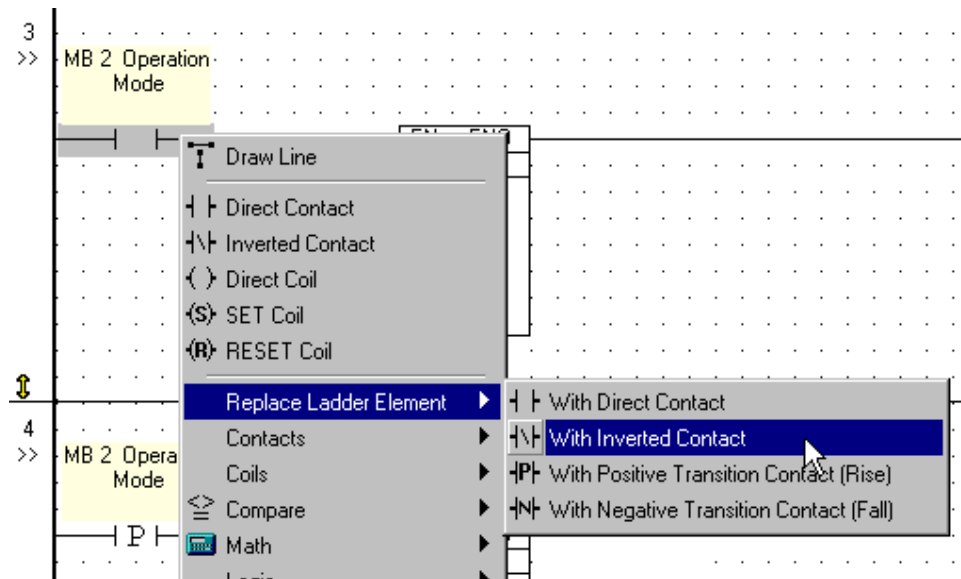 3
>>
MB 2 Operation
Mode
EN ENO
Draw Line
Direct Contact
Inverted Contact
Direct Coil
(S) SET Coil
(R) RESET Coil
Replace Ladder Element
With Direct Contact
Contacts
With Inverted Contact
4
>>
MB 2 Opera
Mode
Coils
P With Positive Transition Contact (Rise)
Compare
N With Negative Transition Contact (Fall)
P
Math
Logic